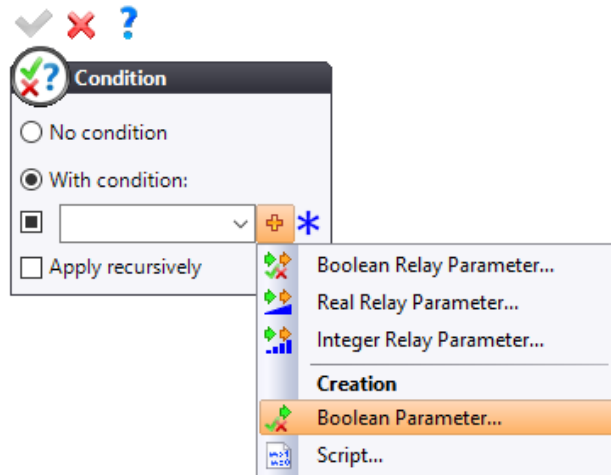 Condition
No condition
With condition:
Apply recursively
Boolean Relay Parameter...
Real Relay Parameter...
Integer Relay Parameter...
Creation
Boolean Parameter...
Script...